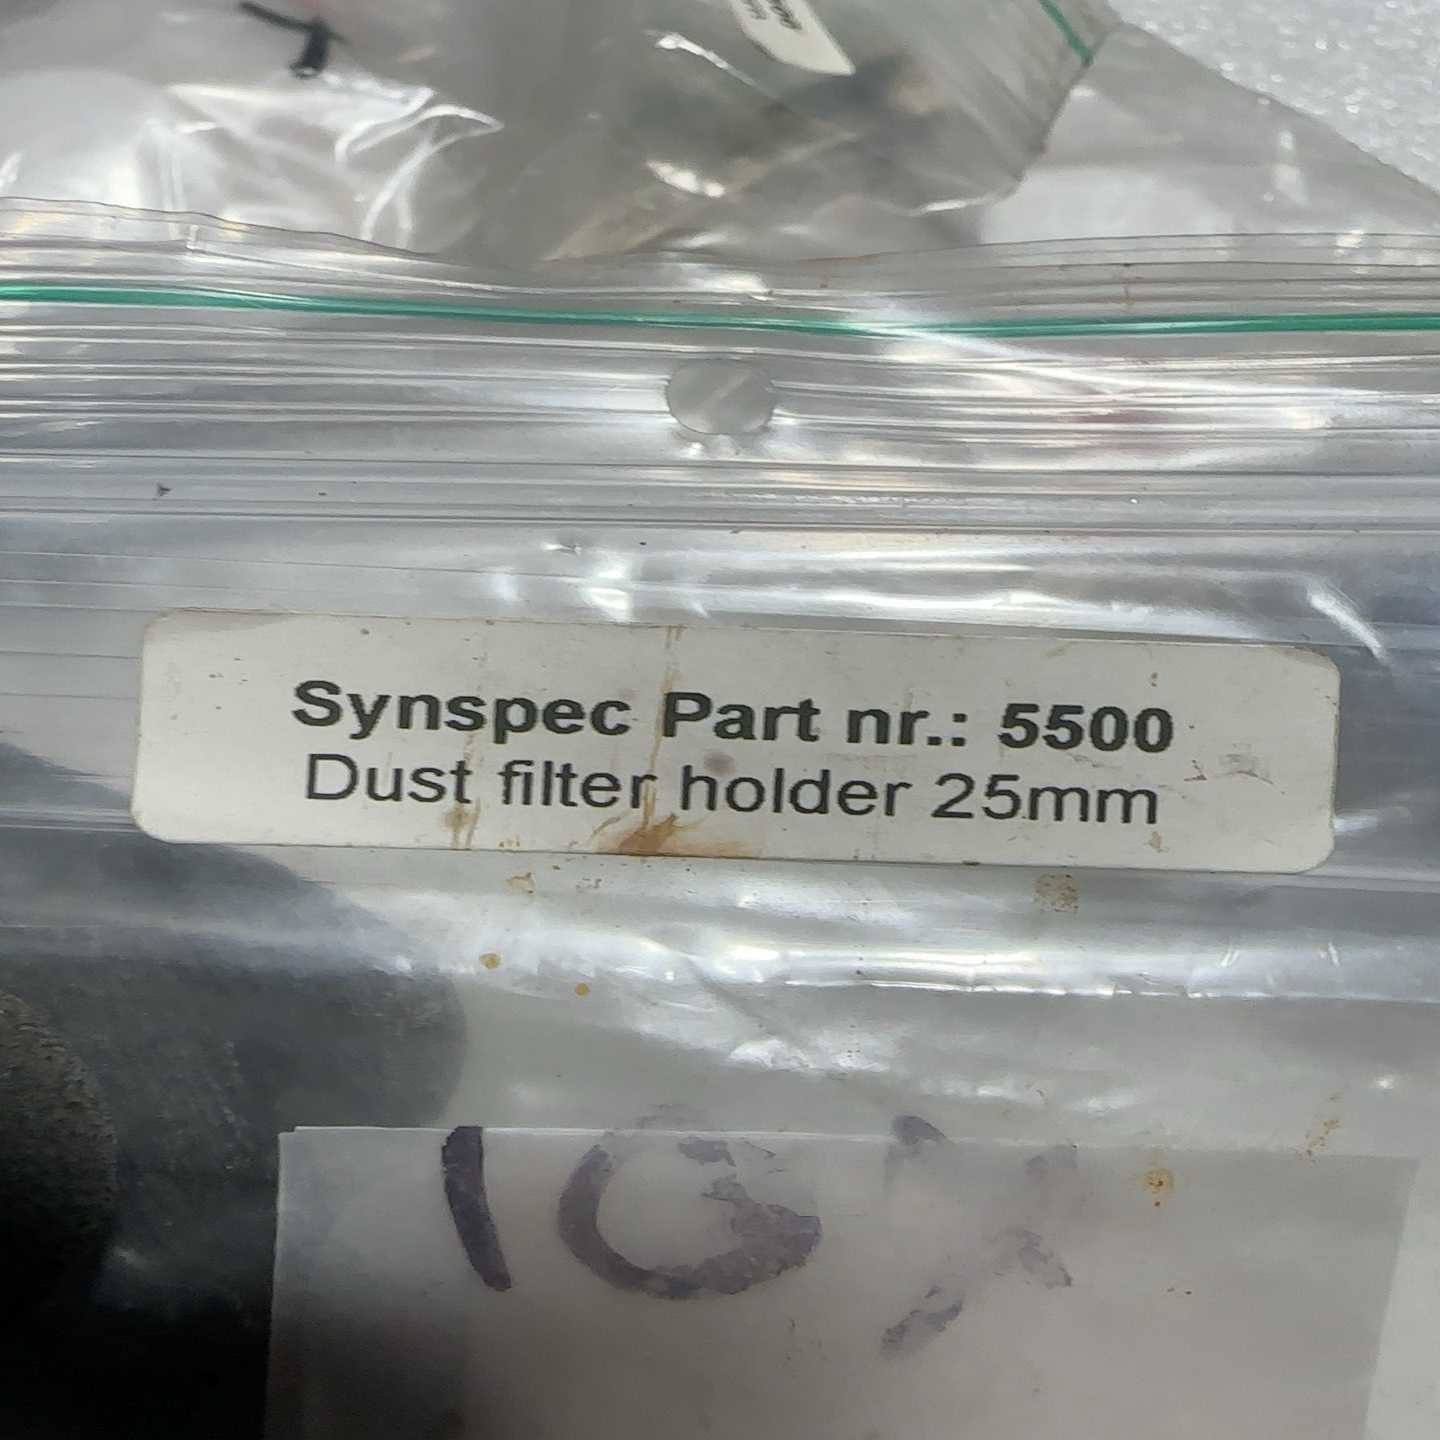 Synspec Part nr.: 5500
Dust filter holder 25mm